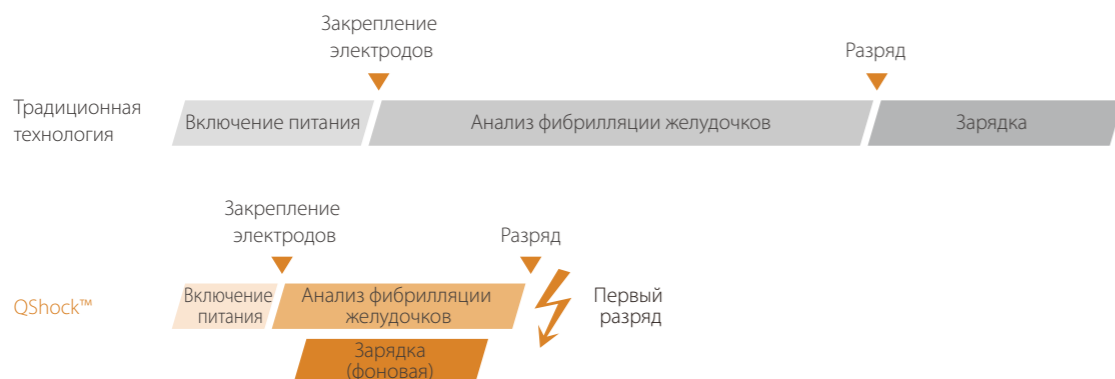 Закрепление
электродов
Разряд
Традиционная
технология
Включение питания
Анализ фибрилляции желудочков
Зарядка
Закрепление
электродов
Разряд
QShock™
Включение
питания
Анализ фибрилляции
желудочков
Первый
разряд
Зарядка
(фоновая)